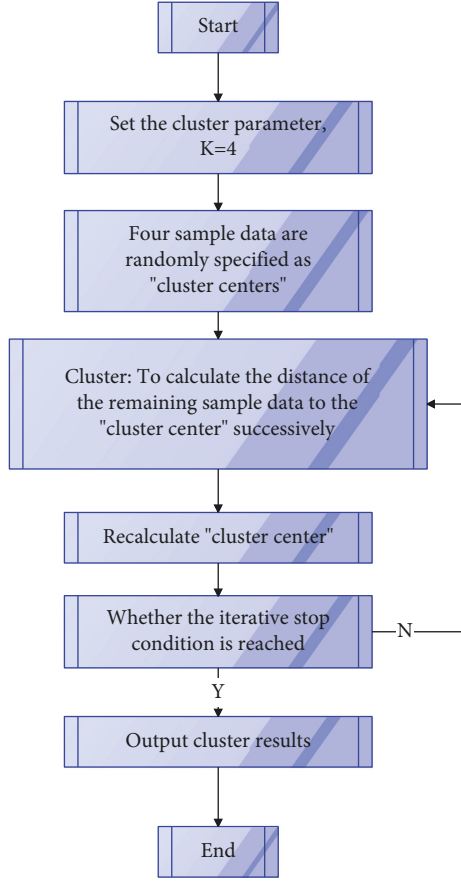 Start
Set the cluster parameter,
K=4
Four sample data are
randomly specified as
"cluster centers"
Cluster: To calculate the distance of
the remaining sample data to the
"cluster center" successively
Recalculate "cluster center"
Whether the iterative stop
condition is reached
N
Y
Output cluster results
End